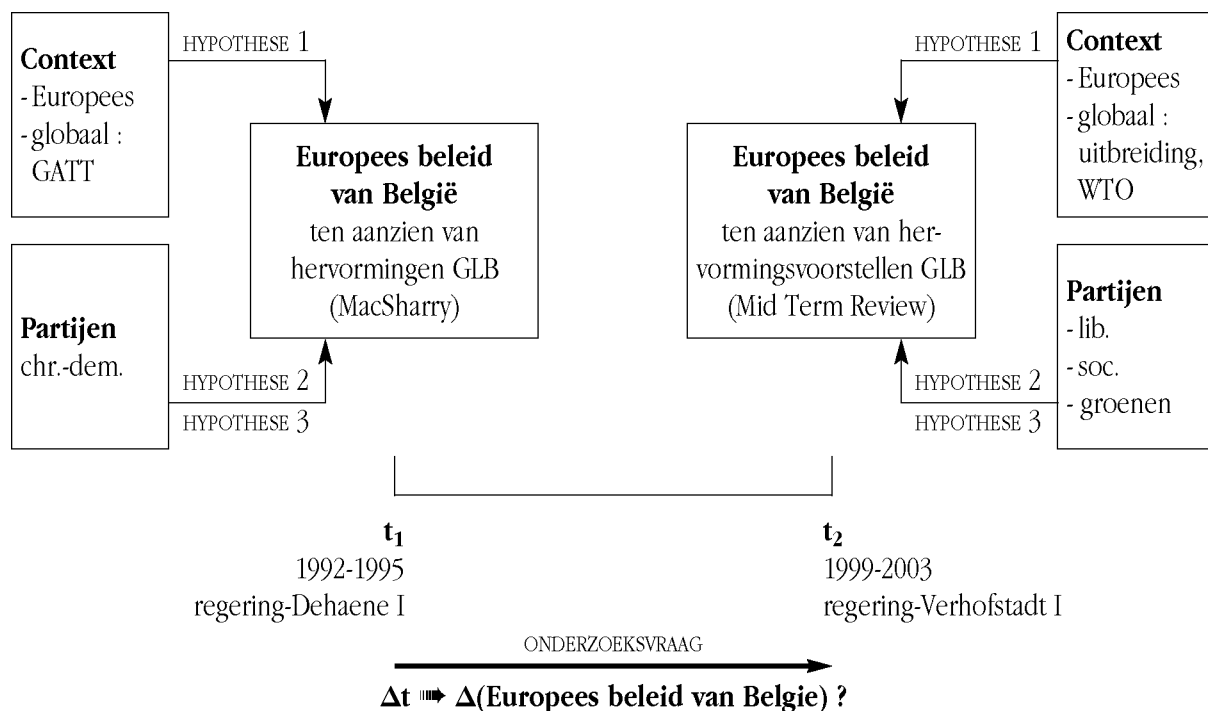 Context
- Europees
- globaal :
GATT
HYPOTHESE 1
Partijen
chr.-dem.
HYPOTHESE 2
HYPOTHESE 3
Europees beleid
van België
ten aanzien van
hervormingen GLB
(MacSharry)
Europees beleid
van België
ten aanzien van her-
vormingsvoorstellen GLB
(Mid Term Review)
HYPOTHESE 1
Context
- Europees
- globaal :
uitbreiding,
WTO
HYPOTHESE 2
HYPOTHESE 3
Partijen
- lib.
- soc.
- groenen
t1
1992-1995
regering-Dehaene I
t2
1999-2003
regering-Verhofstadt I
ONDERZOEKSVRAAG
Δt ➠ Δ(Europees beleid van Belgie) ?